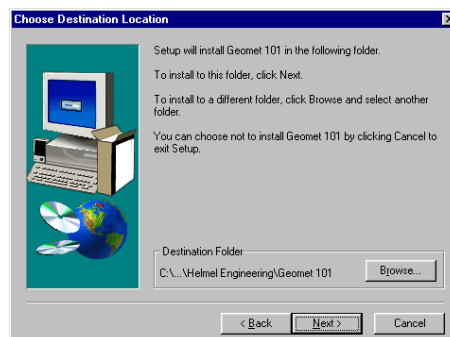 Choose Destination Location
Setup will install Geomet 101 in the following folder.
To install to this folder, click Next.
To install to a different folder, click Browse and select another
folder.
You can choose not to install Geomet 101 by clicking Cancel to
exit Setup.
Destination Folder
C:\...\Helmel Engineering\Geomet 101
Browse...
< Back
Next >
Cancel